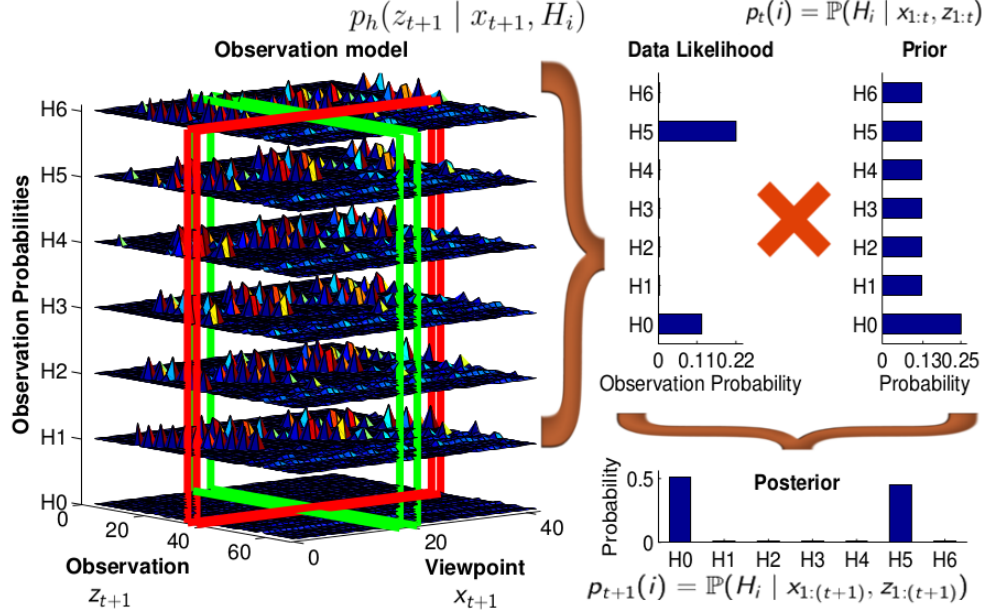 p_h(z_{t+1} | x_{t+1}, H_i)
Observation model
H6
H5
H4
H3
H2
H1
H0
Observation Probabilities
0
20
40
60
Observation
z_{t+1}
0
20
40
Viewpoint
x_{t+1}
Data Likelihood
H6
H5
H4
H3
H2
H1
H0
0 0.110.22
Observation Probability
p_t(i) = ℙ(H_i | x_{1:t}, z_{1:t})
Prior
H6
H5
H4
H3
H2
H1
H0
0 0.130.25
Probability
Posterior
Probability
0.5
0
H0 H1 H2 H3 H4 H5 H6
p_{t+1}(i) = ℙ(H_i | x_{1:(t+1)}, z_{1:(t+1)})